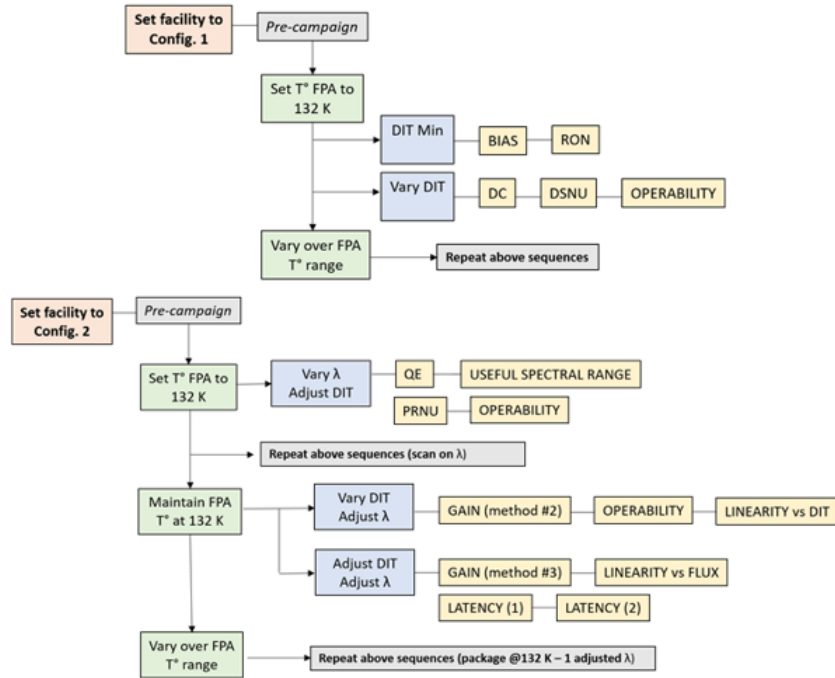 Set facility to
Config. 1
Pre-campaign
Set T° FPA to
132 K
DIT Min
BIAS
RON
Vary DIT
DC
DSNU
OPERABILITY
Vary over FPA
T° range
Repeat above sequences
Set facility to
Config. 2
Pre-campaign
Set T° FPA to
132 K
Vary λ
Adjust DIT
QE
USEFUL SPECTRAL RANGE
PRNU
OPERABILITY
Repeat above sequences (scan on λ)
Maintain FPA
T° at 132 K
Vary DIT
Adjust λ
GAIN (method #2)
OPERABILITY
LINEARITY vs DIT
Adjust DIT
Adjust λ
GAIN (method #3)
LINEARITY vs FLUX
LATENCY (1)
LATENCY (2)
Vary over FPA
T° range
Repeat above sequences (package @132 K – 1 adjusted λ)